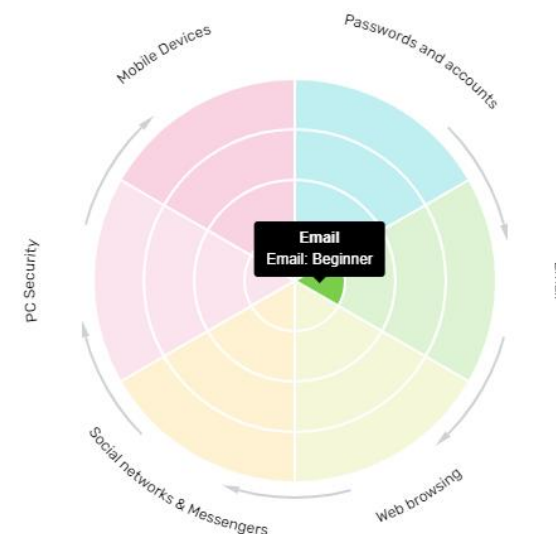 Mobile Devices
Passwords and accounts
Email
Email: Beginner
PC Security
Social networks & Messengers
Web browsing